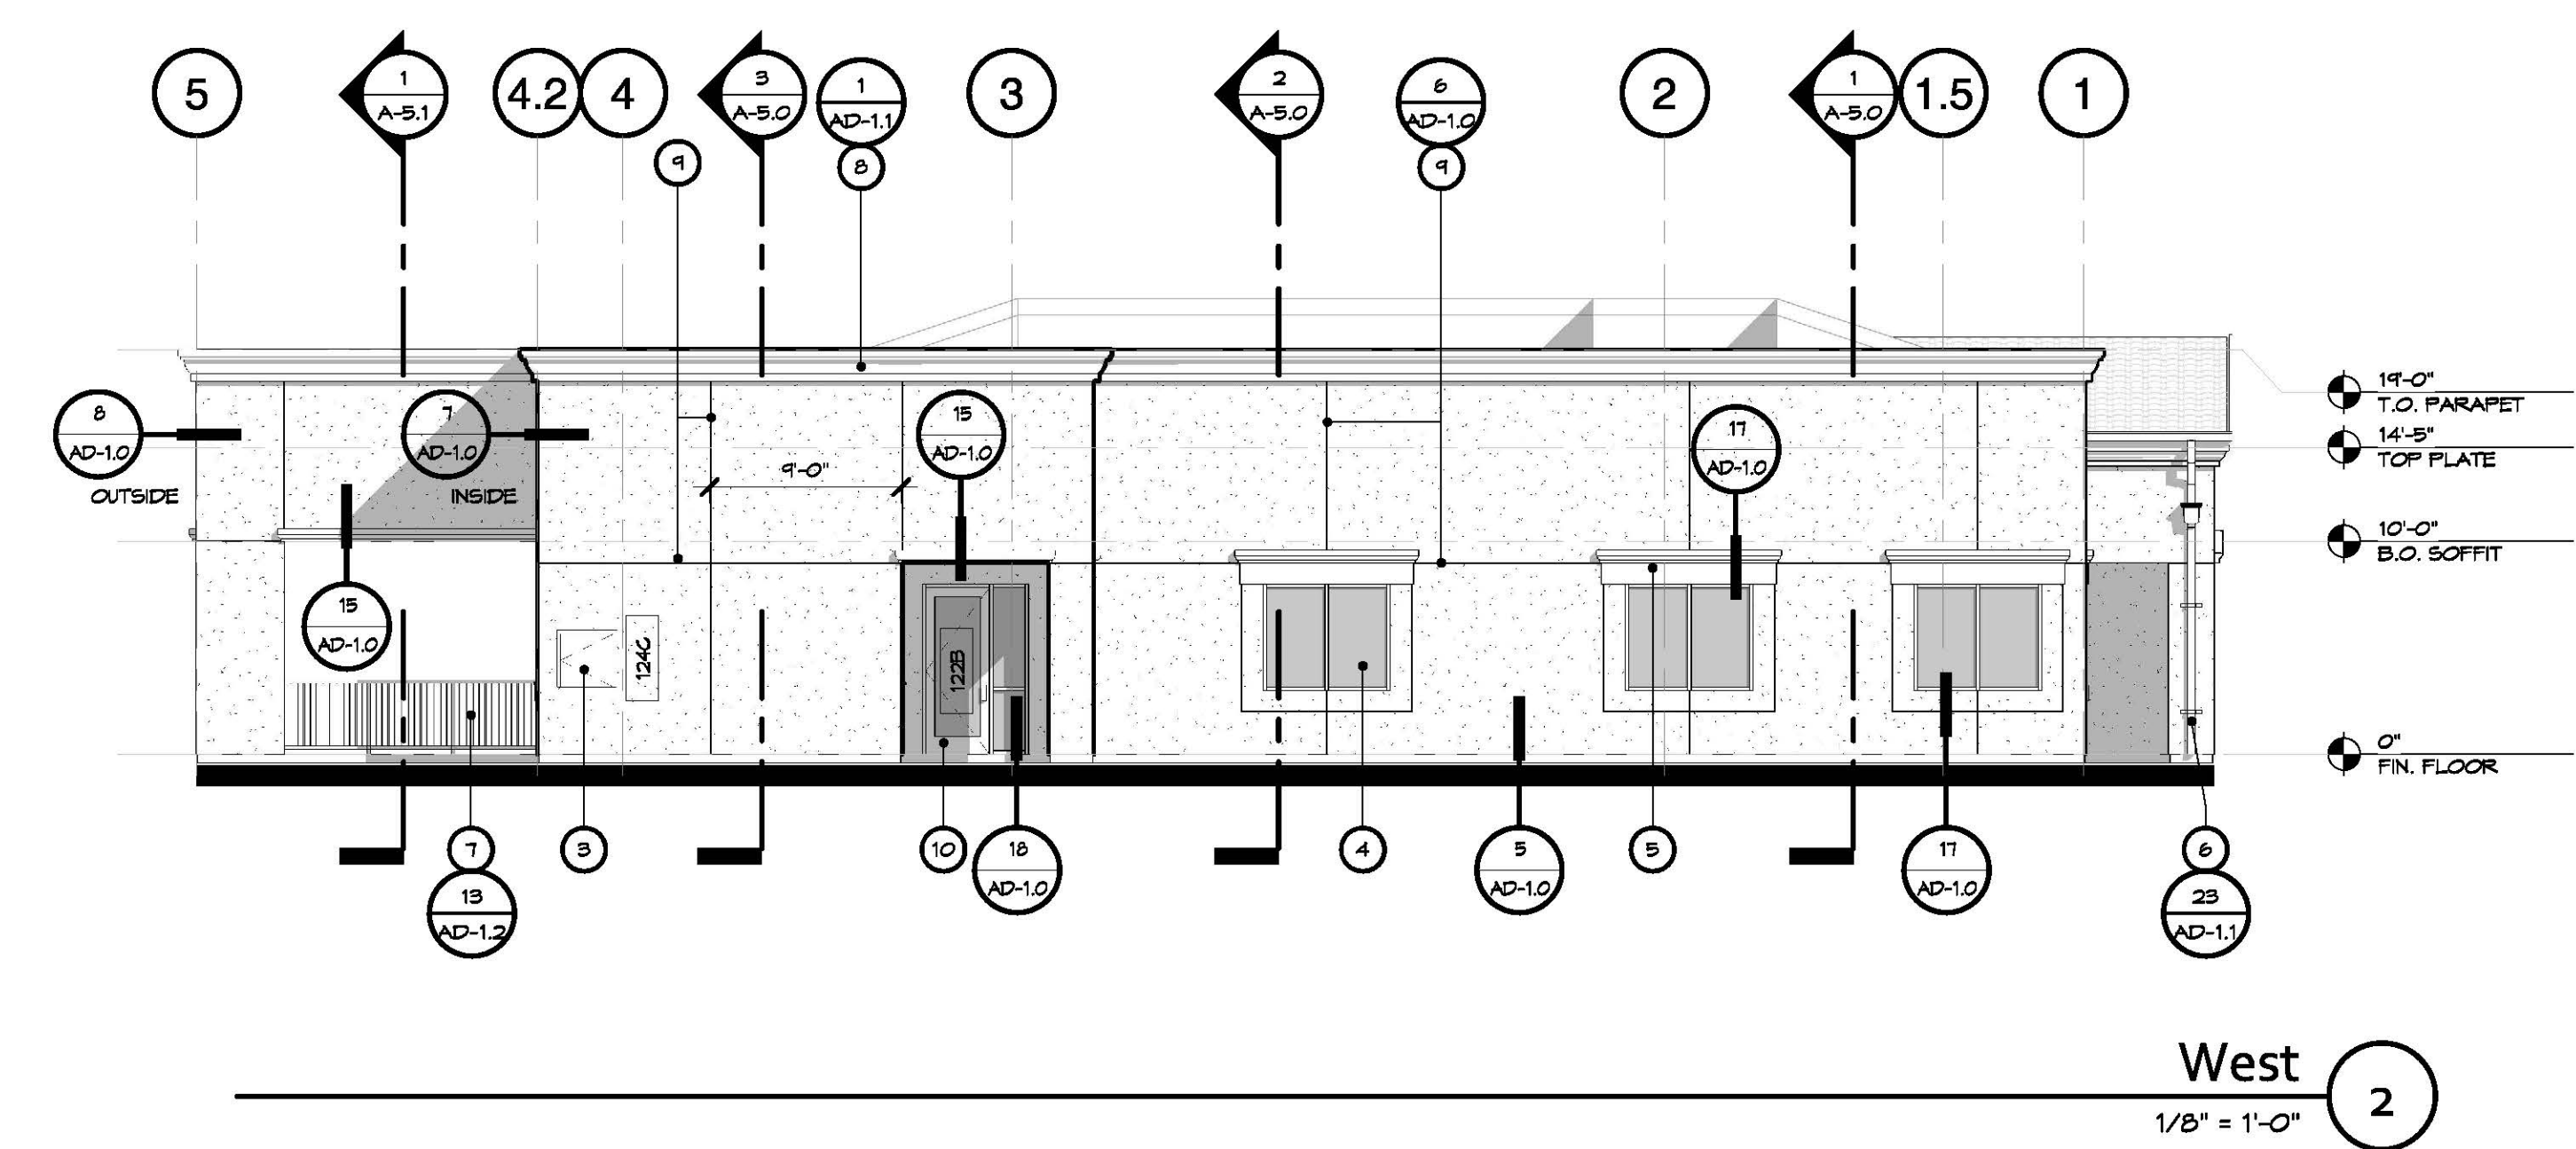 5
1
A-5.1
4.2
4
3
A-5.0
1
AD-1.1
3
2
A-5.0
6
AD-1.0
2
1
A-5.0
1.5
1
9
8
9
19'-0"
T.O. PARAPET
8
AD-1.0
OUTSIDE
7
AD-1.0
INSIDE
15
AD-1.0
17
AD-1.0
14'-5"
TOP PLATE
9'-0"
10'-0"
B.O. SOFFIT
15
AD-1.0
124C
122B
0"
FIN. FLOOR
7
13
AD-1.2
3
10
18
AD-1.0
4
5
AD-1.0
5
17
AD-1.0
6
23
AD-1.1
West
2
1/8" = 1'-0"